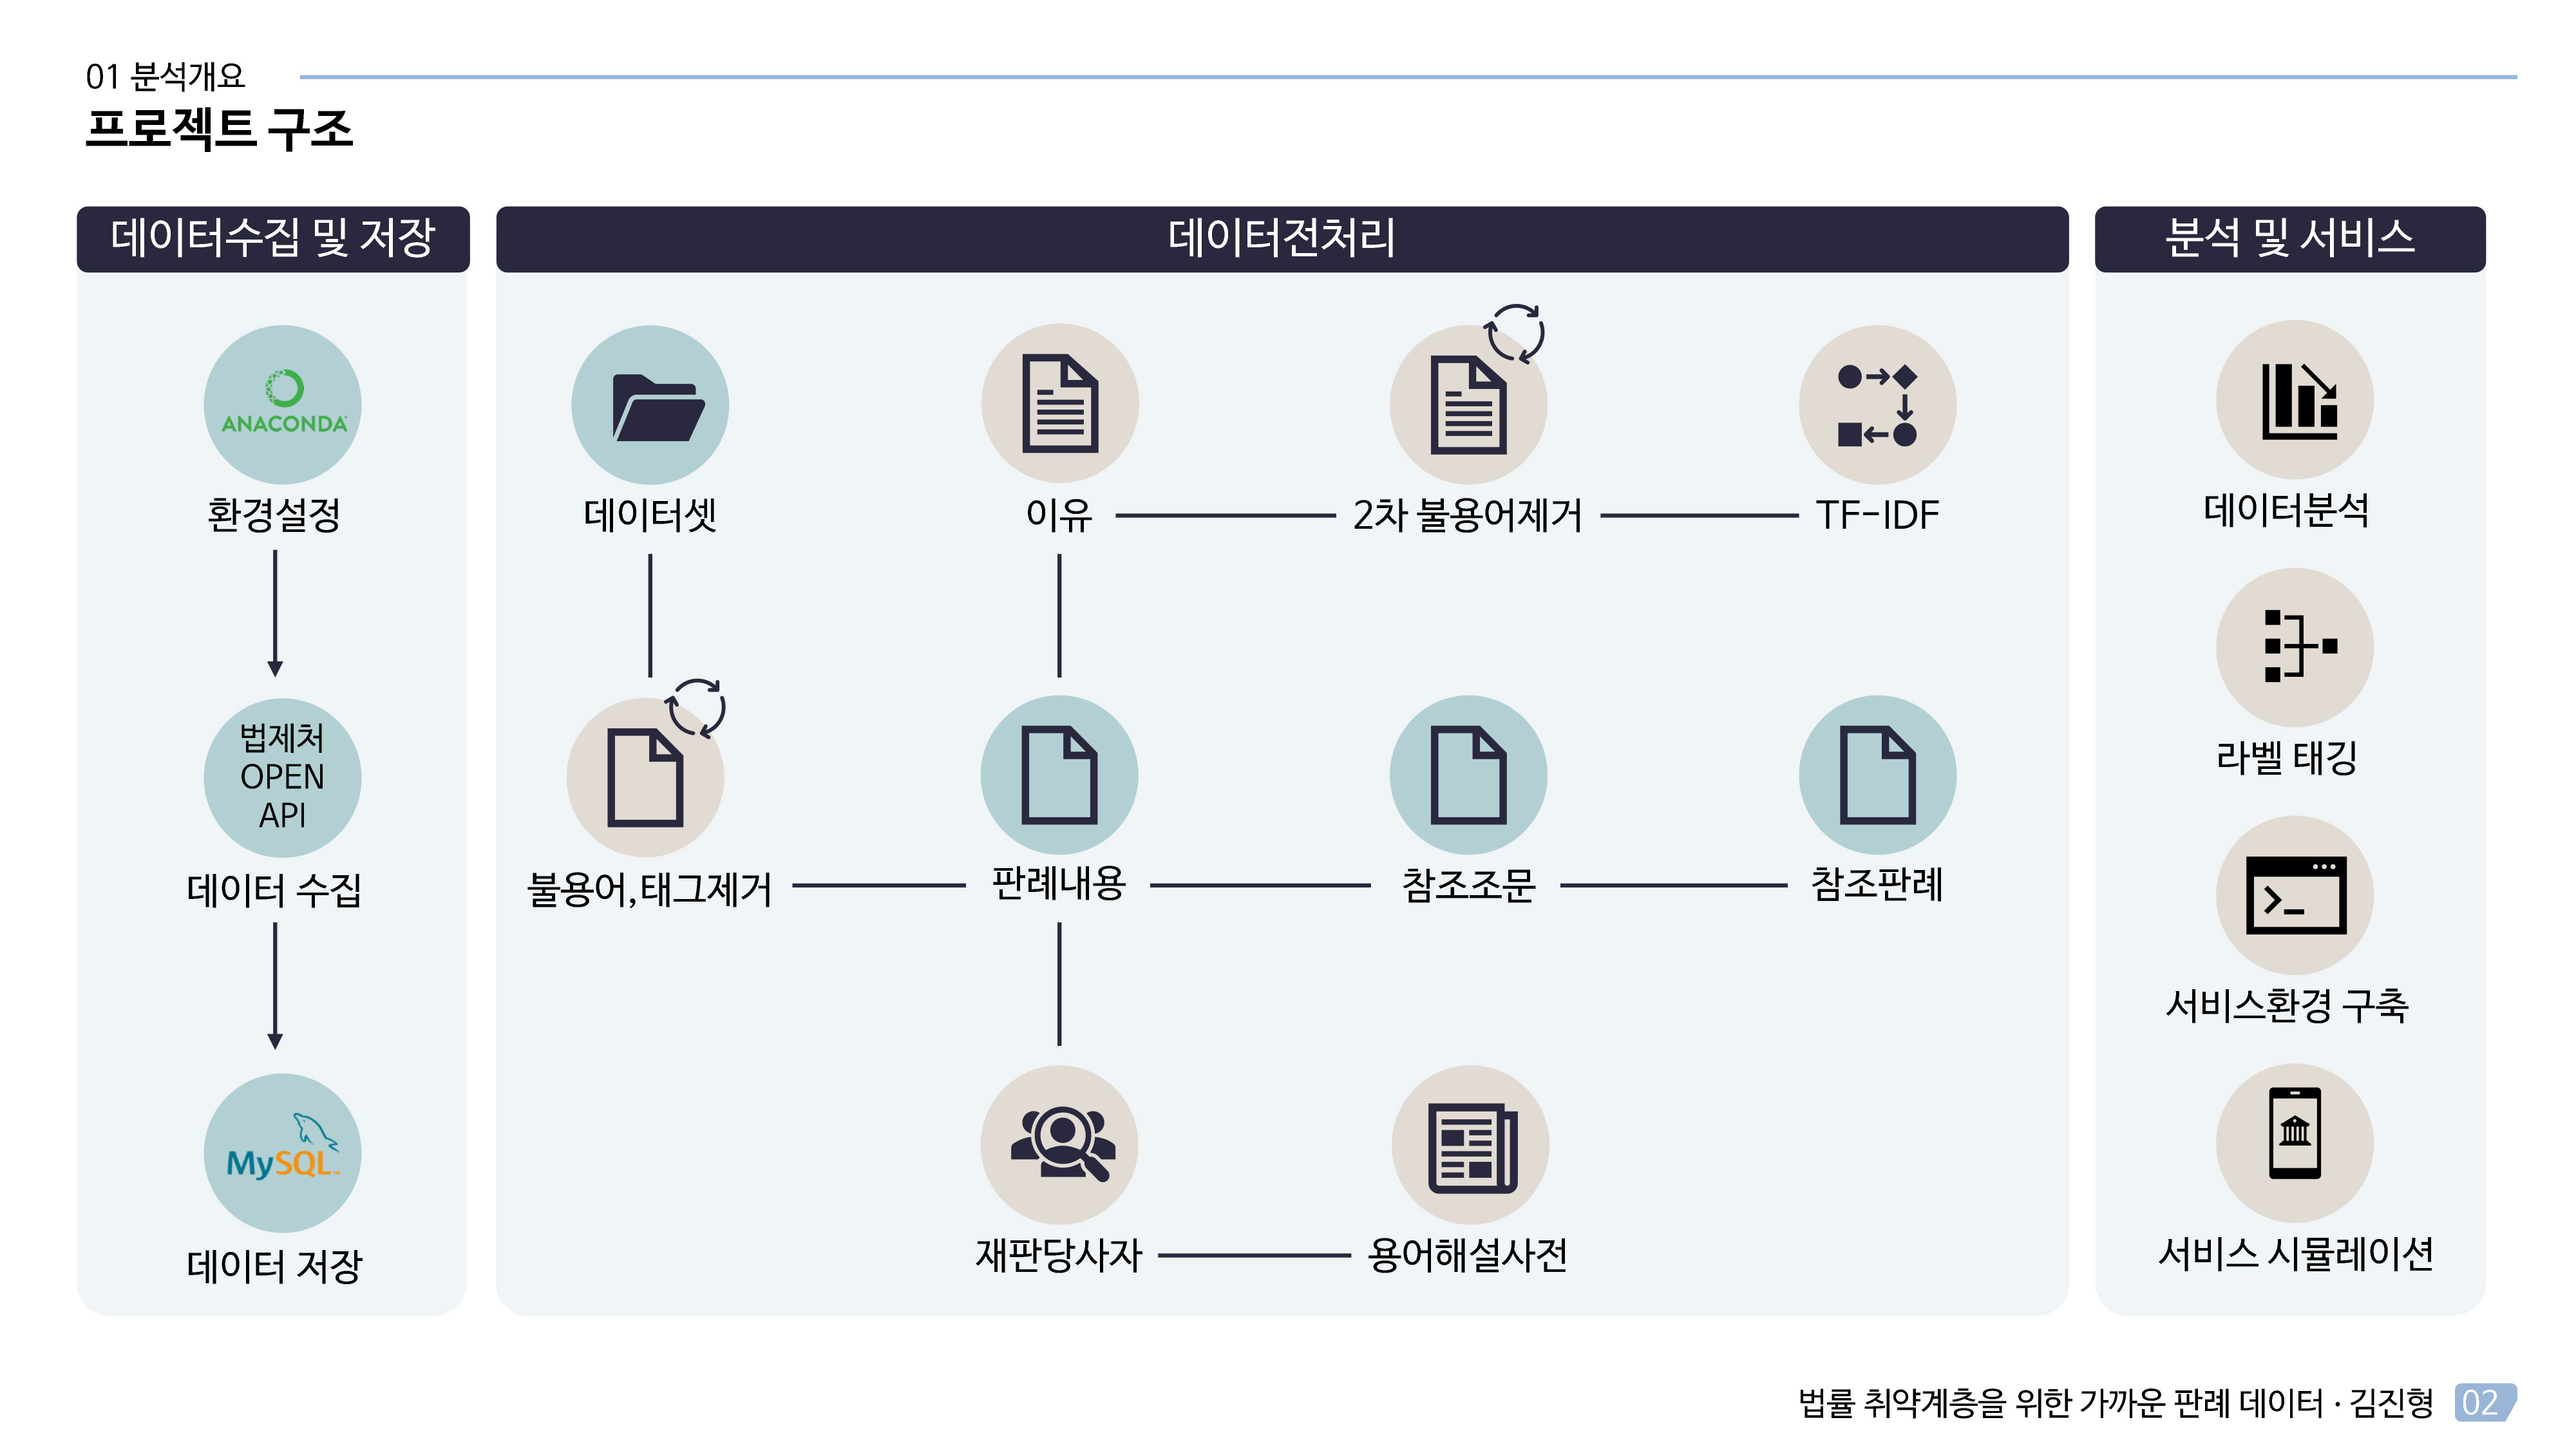 01 분석개요
프로젝트 구조
데이터수집 및 저장
ANACONDA
환경설정
법제처
OPEN
API
데이터 수집
MySQL
데이터 저장
데이터전처리
데이터셋
이유
2차 불용어제거
TF-IDF
불용어,태그제거
판례내용
참조조문
참조판례
재판당사자
용어해설사전
분석 및 서비스
데이터분석
라벨 태깅
서비스환경 구축
서비스 시뮬레이션
법률 취약계층을 위한 가까운 판례 데이터 · 김진형 02